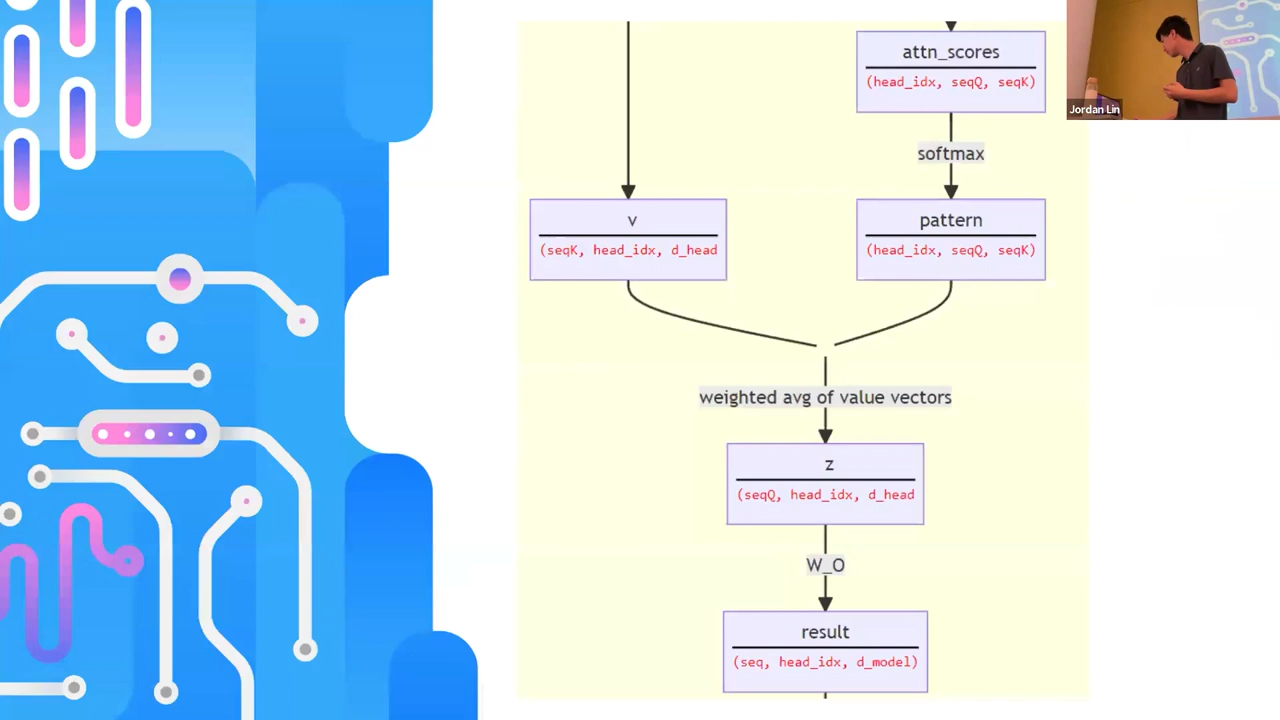 attn_scores
(head_idx, seqQ, seqK)
Jordan Lin
softmax
v
(seqK, head_idx, d_head
pattern
(head_idx, seqQ, seqK)
weighted avg of value vectors
z
(seqQ, head_idx, d_head
W_O
result
(seq, head_idx, d_model)